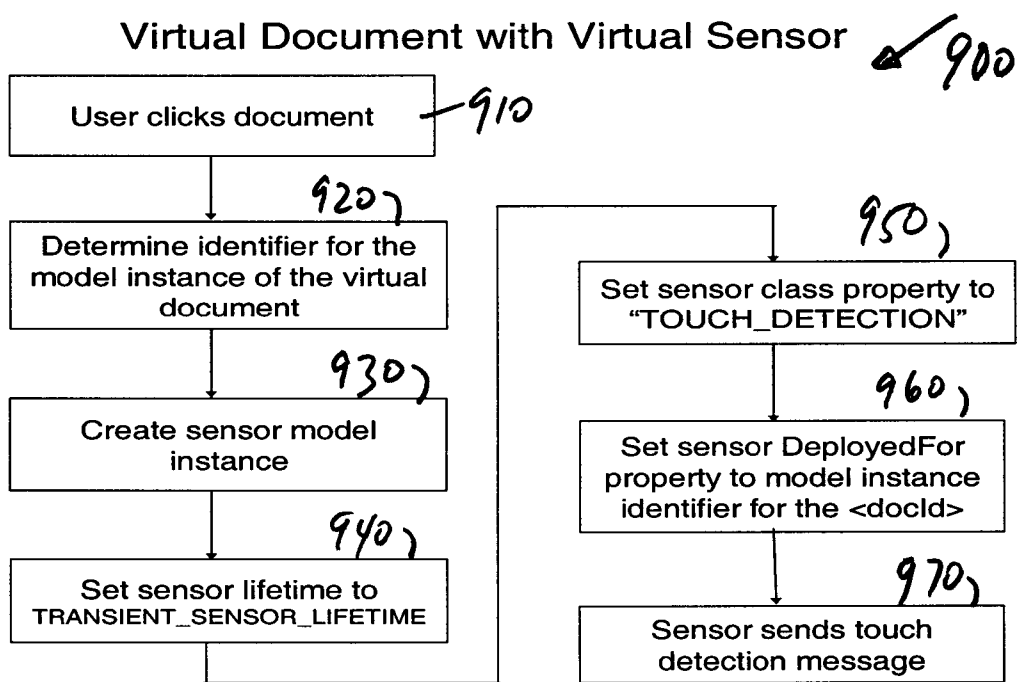 Virtual Document with Virtual Sensor
900
User clicks document
910
920
Determine identifier for the
model instance of the virtual
document
930
Create sensor model
instance
940
Set sensor lifetime to
TRANSIENT_SENSOR_LIFETIME
950
Set sensor class property to
“TOUCH_DETECTION”
960
Set sensor DeployedFor
property to model instance
identifier for the <docId>
970
Sensor sends touch
detection message